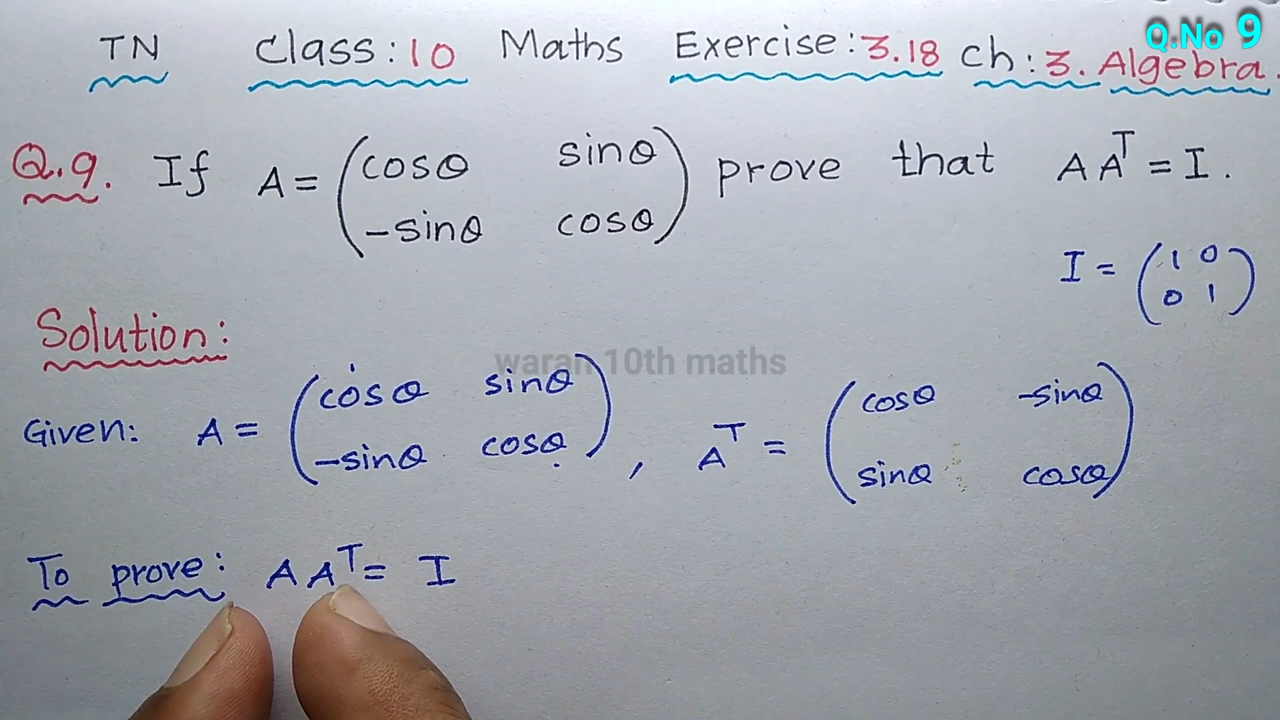 Q.No 9
TN Class: 10 Maths Exercise: 3.18 Ch: 3. Algebra.
Q.9. If A = (cosθ sinθ
-sinθ cosθ) prove that AA^T = I.
I = (1 0
0 1)
Solution:
waran 10th maths
Given: A = (cosθ sinθ
-sinθ cosθ), A^T = (cosθ -sinθ
sinθ cosθ)
To prove: AA^T = I